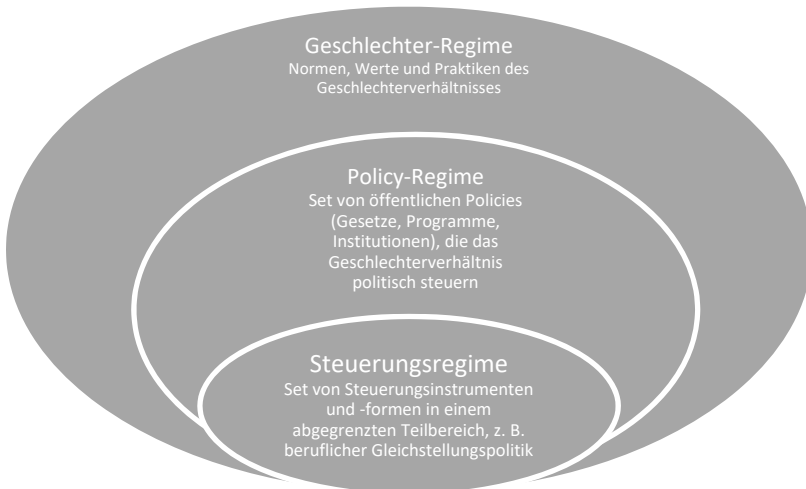 Geschlechter-Regime
Normen, Werte und Praktiken des
Geschlechterverhältnisses
Policy-Regime
Set von öffentlichen Policies
(Gesetze, Programme,
Institutionen), die das
Geschlechterverhältnis
politisch steuern
Steuerungsregime
Set von Steuerungsinstrumenten
und -formen in einem
abgegrenzten Teilbereich, z. B.
beruflicher Gleichstellungspolitik